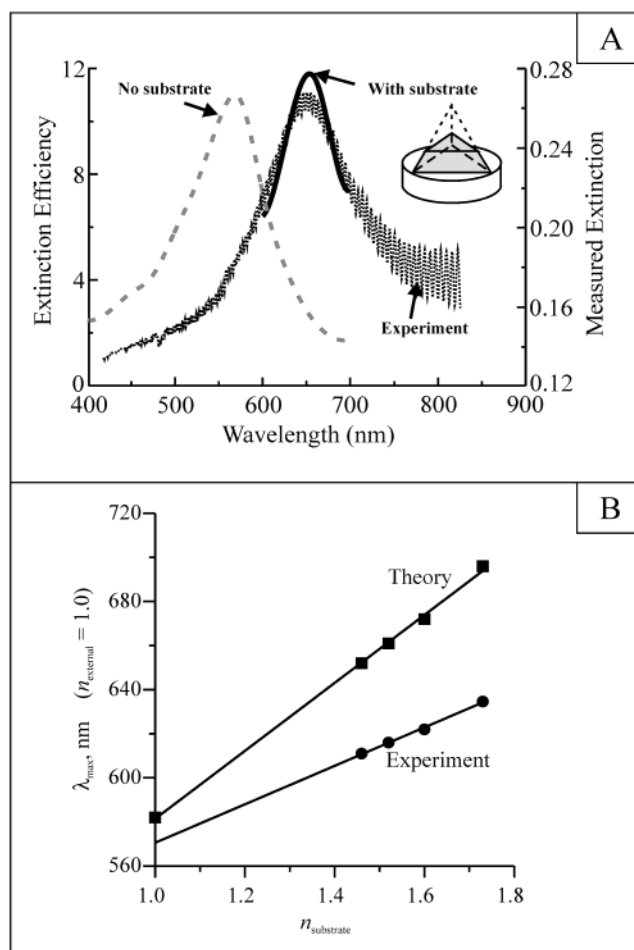 A
No substrate
With substrate
Experiment
Extinction Efficiency
12
8
4
0
Measured Extinction
0.28
0.24
0.20
0.16
0.12
400 500 600 700 800 900
Wavelength (nm)
B
λmax, nm (nexternal = 1.0)
720
680
640
600
560
Theory
Experiment
1.0 1.2 1.4 1.6 1.8
nsubstrate